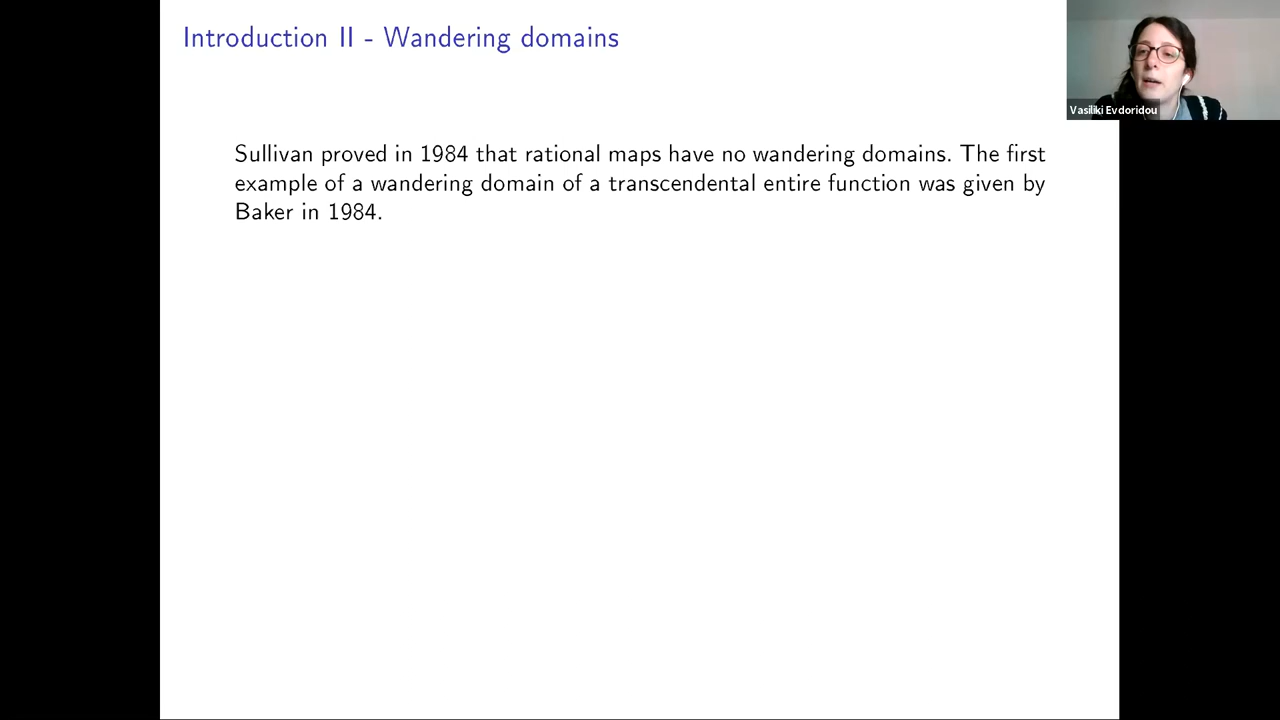 Introduction II - Wandering domains
Vasiliki Evdoridou
Sullivan proved in 1984 that rational maps have no wandering domains. The first
example of a wandering domain of a transcendental entire function was given by
Baker in 1984.